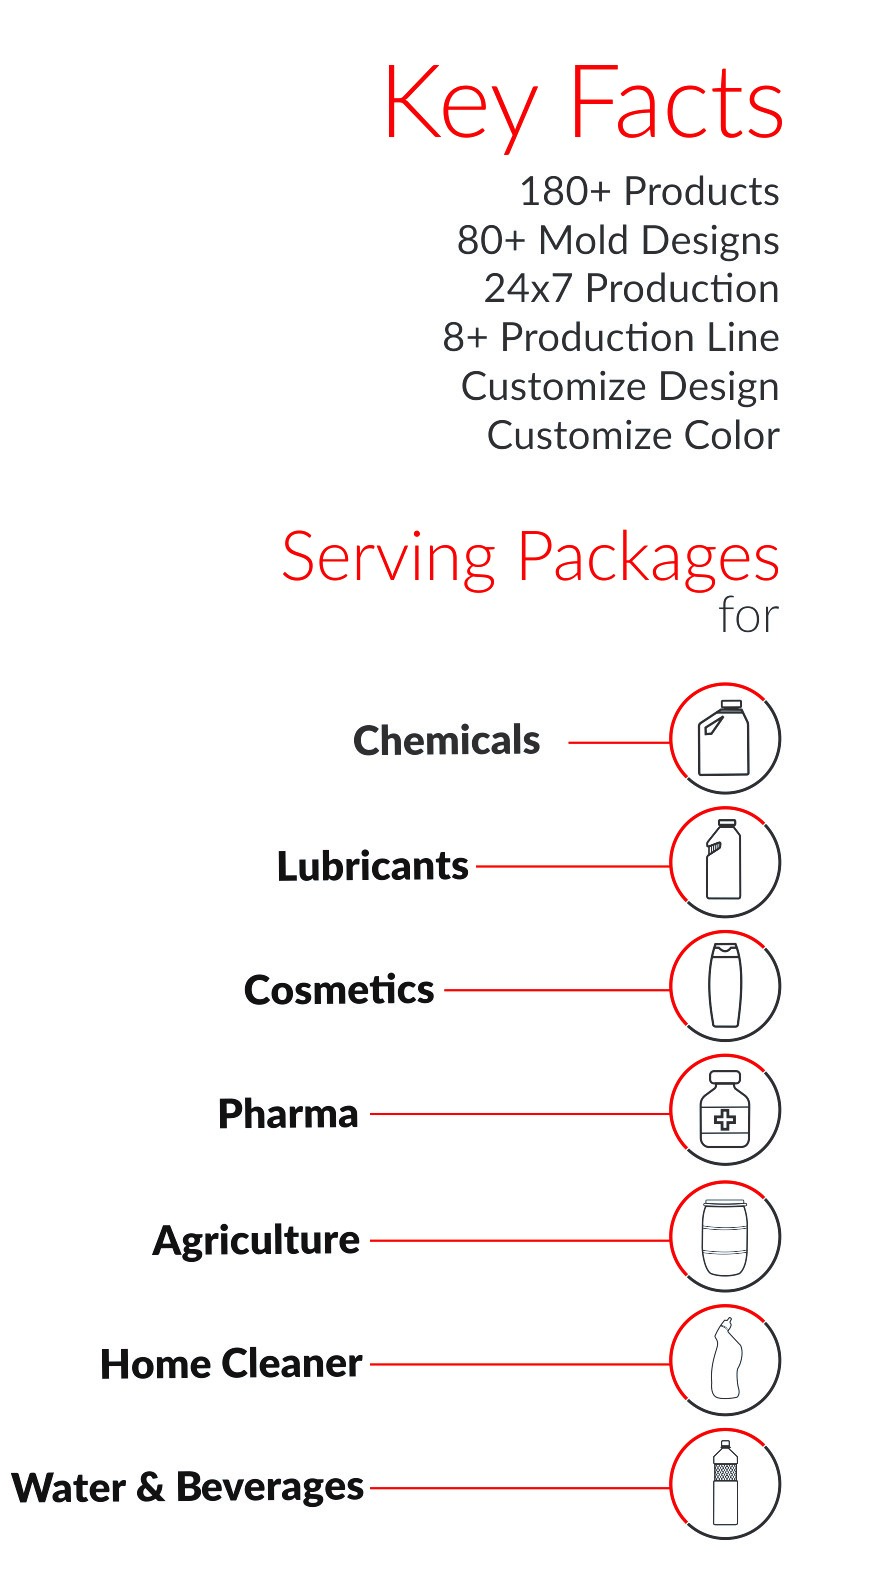 Key Facts
180+ Products
80+ Mold Designs
24x7 Production
8+ Production Line
Customize Design
Customize Color
Serving Packages
for
Chemicals
Lubricants
Cosmetics
Pharma
Agriculture
Home Cleaner
Water & Beverages